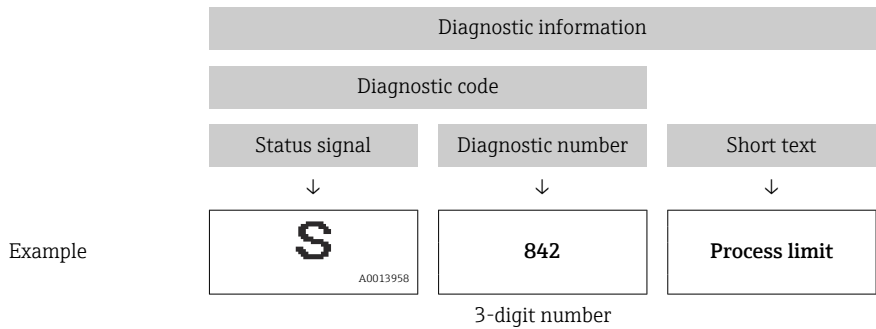 Diagnostic information
Diagnostic code
Status signal Diagnostic number Short text
↓ ↓ ↓
Example S 842 Process limit
A0013958
3-digit number